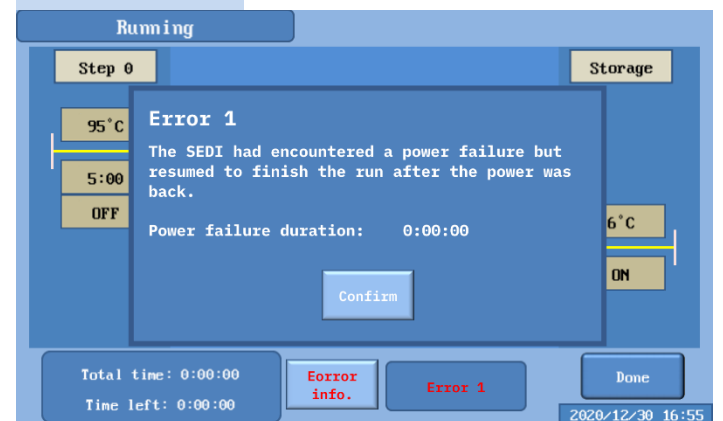 Running
Step 0
Storage
Error 1
95°C
The SEDI had encountered a power failure but
resumed to finish the run after the power was
back.
5:00
OFF
Power failure duration: 0:00:00
6°C
ON
Confirm
Total time: 0:00:00
Time left: 0:00:00
Eorror
info.
Error 1
Done
2020/12/30 16:55